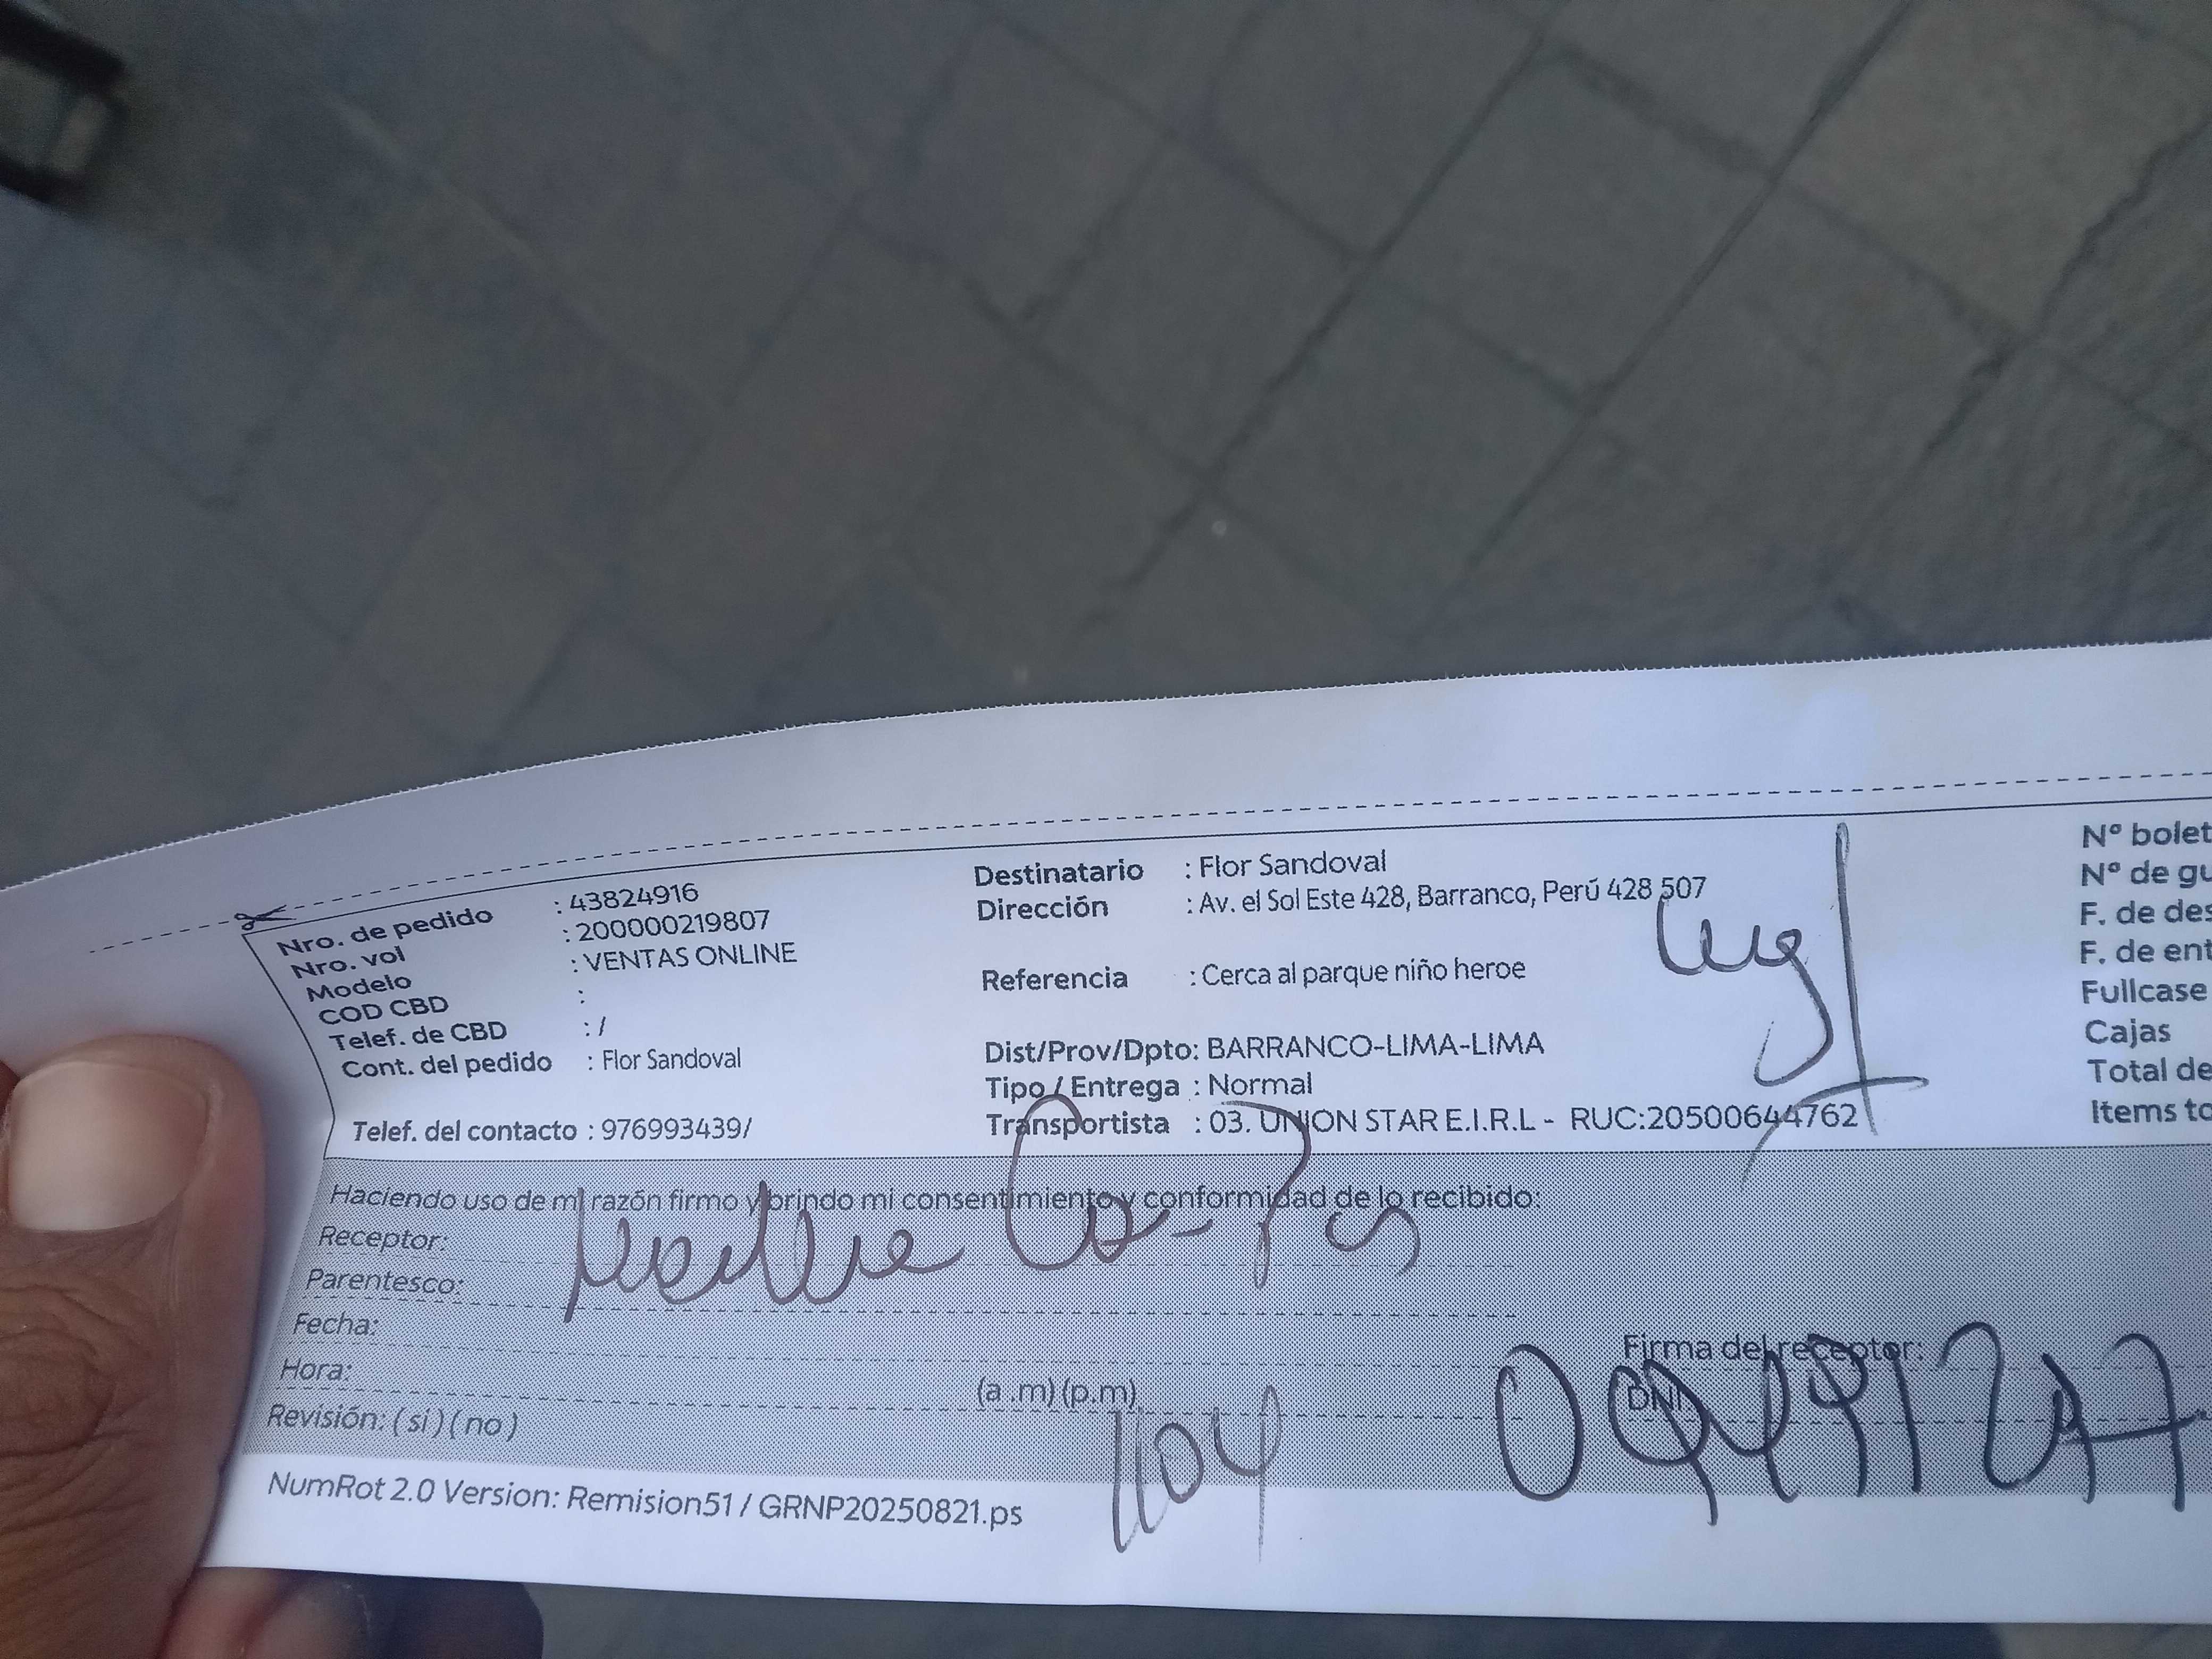 Nro. de pedido : 43824916
Nro. vol : 200000219807
Modelo : VENTAS ONLINE
COD CBD :
Telef. de CBD : /
Cont. del pedido : Flor Sandoval
Telef. del contacto : 976993439/
Destinatario : Flor Sandoval
Dirección : Av. el Sol Este 428, Barranco, Perú 428 507
Referencia : Cerca al parque niño heroe
Dist/Prov/Dpto: BARRANCO-LIMA-LIMA
Tipo / Entrega : Normal
Transportista : 03. UNION STAR E.I.R.L - RUC:20500644762
Nº bolet
Nº de gu
F. de des
F. de ent
Fullcase
Cajas
Total de
Items to
Haciendo uso de mi razón firmo y brindo mi consentimiento y conformidad de lo recibido:
Receptor:
Parentesco:
Fecha:
Hora: (a .m) (p.m)
Revisión: ( si ) ( no )
Firma del receptor:
DNI
1104
NumRot 2.0 Version: Remision51 / GRNP20250821.ps